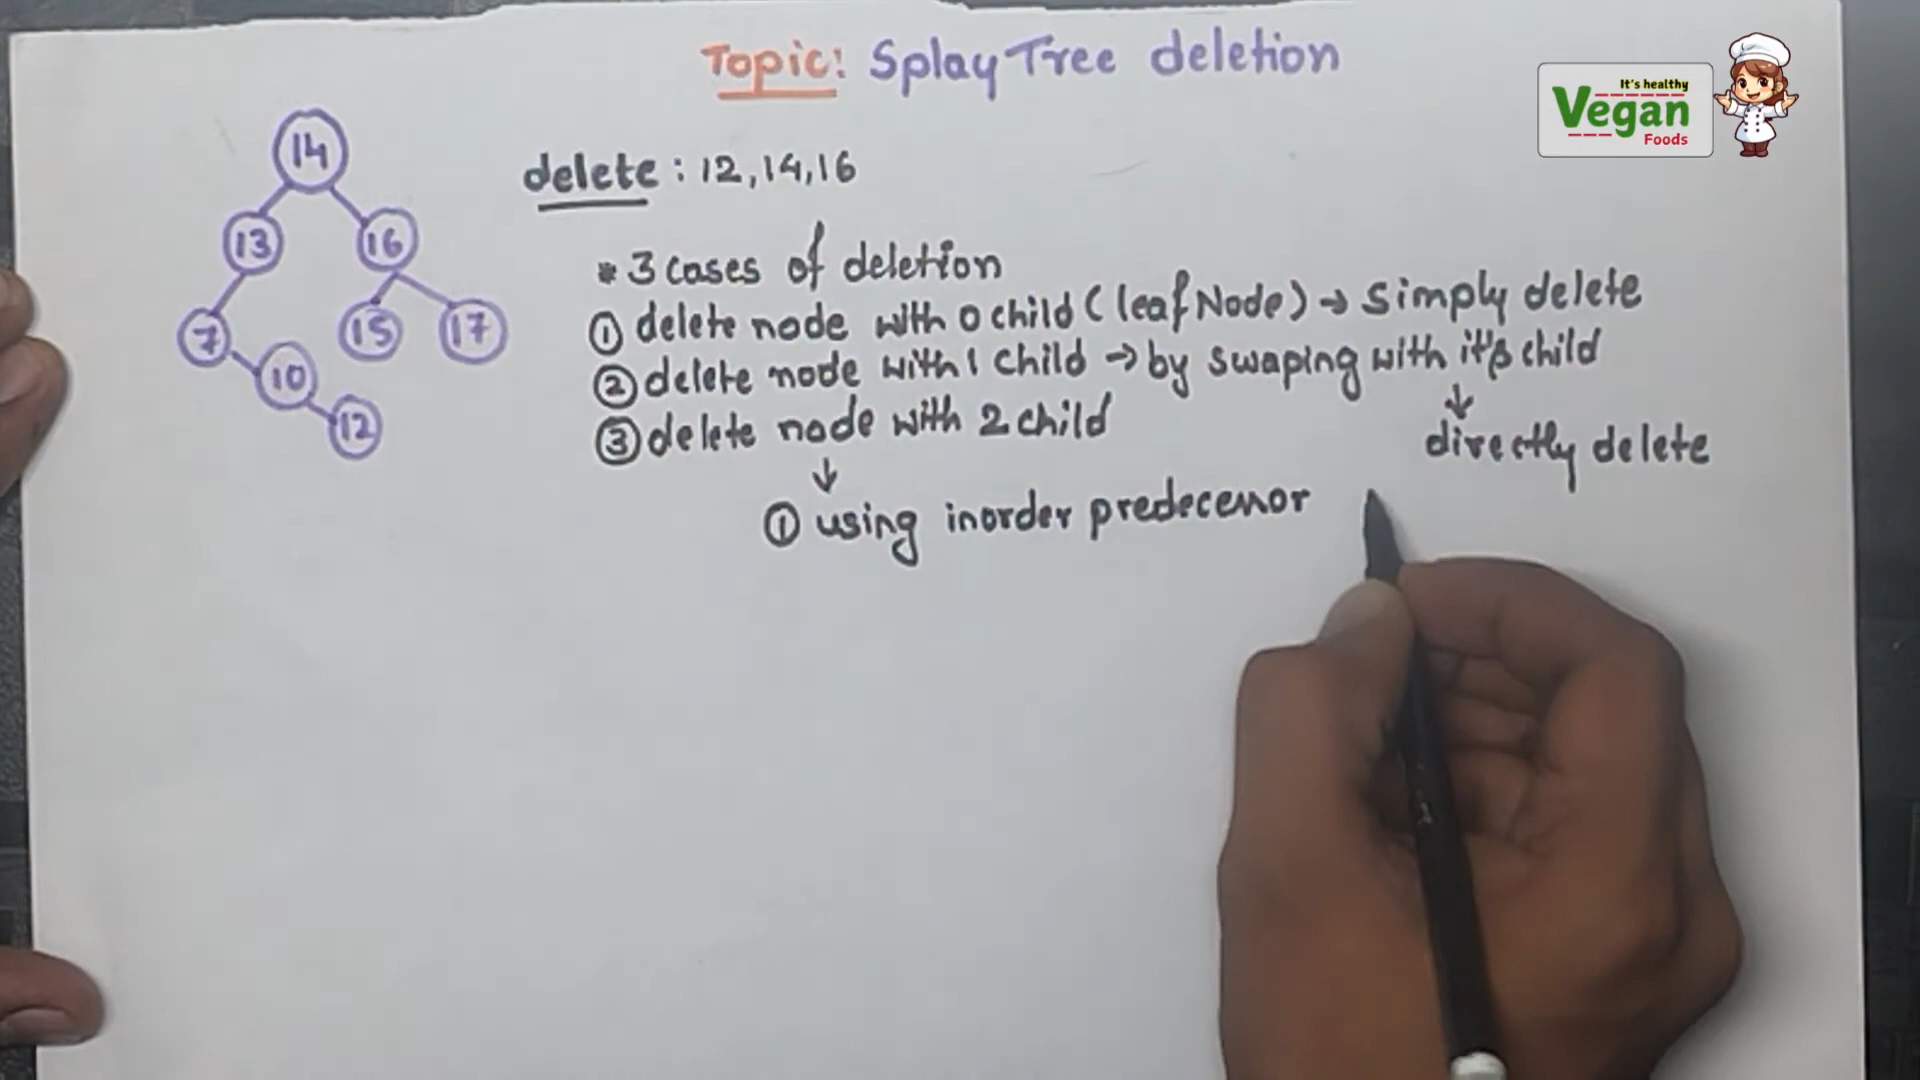 Topic: Splay Tree deletion
It's healthy
Vegan
Foods
14
13
16
7
15
17
10
12
delete : 12,14,16
* 3 cases of deletion
① delete node with 0 child (leaf Node) → Simply delete
② delete node with 1 child → by swaping with it's child
↓
directly delete
③ delete node with 2 child
↓
① using inorder predecessor